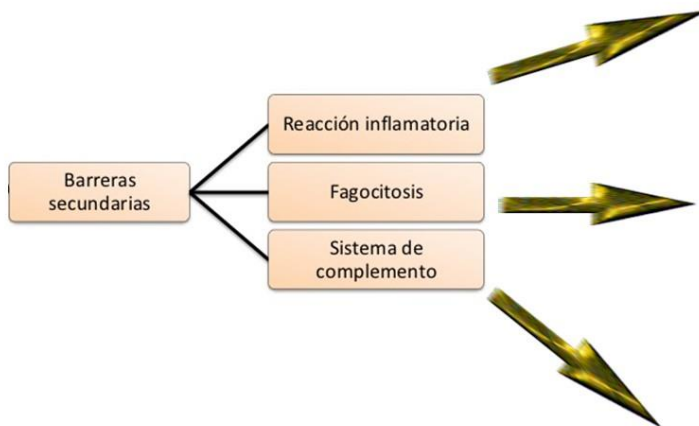 Reacción inflamatoria
Barreras
secundarias
Fagocitosis
Sistema de
complemento